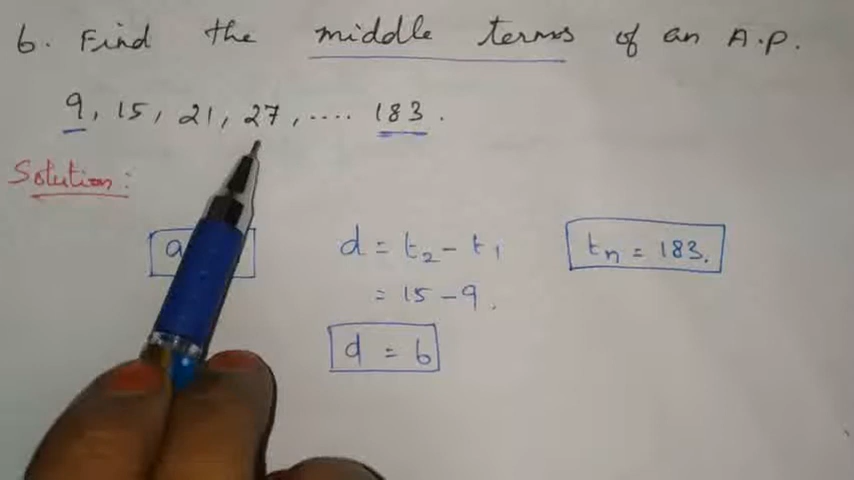 6. Find the middle terms of an A.P.
9, 15, 21, 27, .... 183.
Solution:
a
d = t₂ - t₁
= 15 - 9.
d = 6
tn = 183.